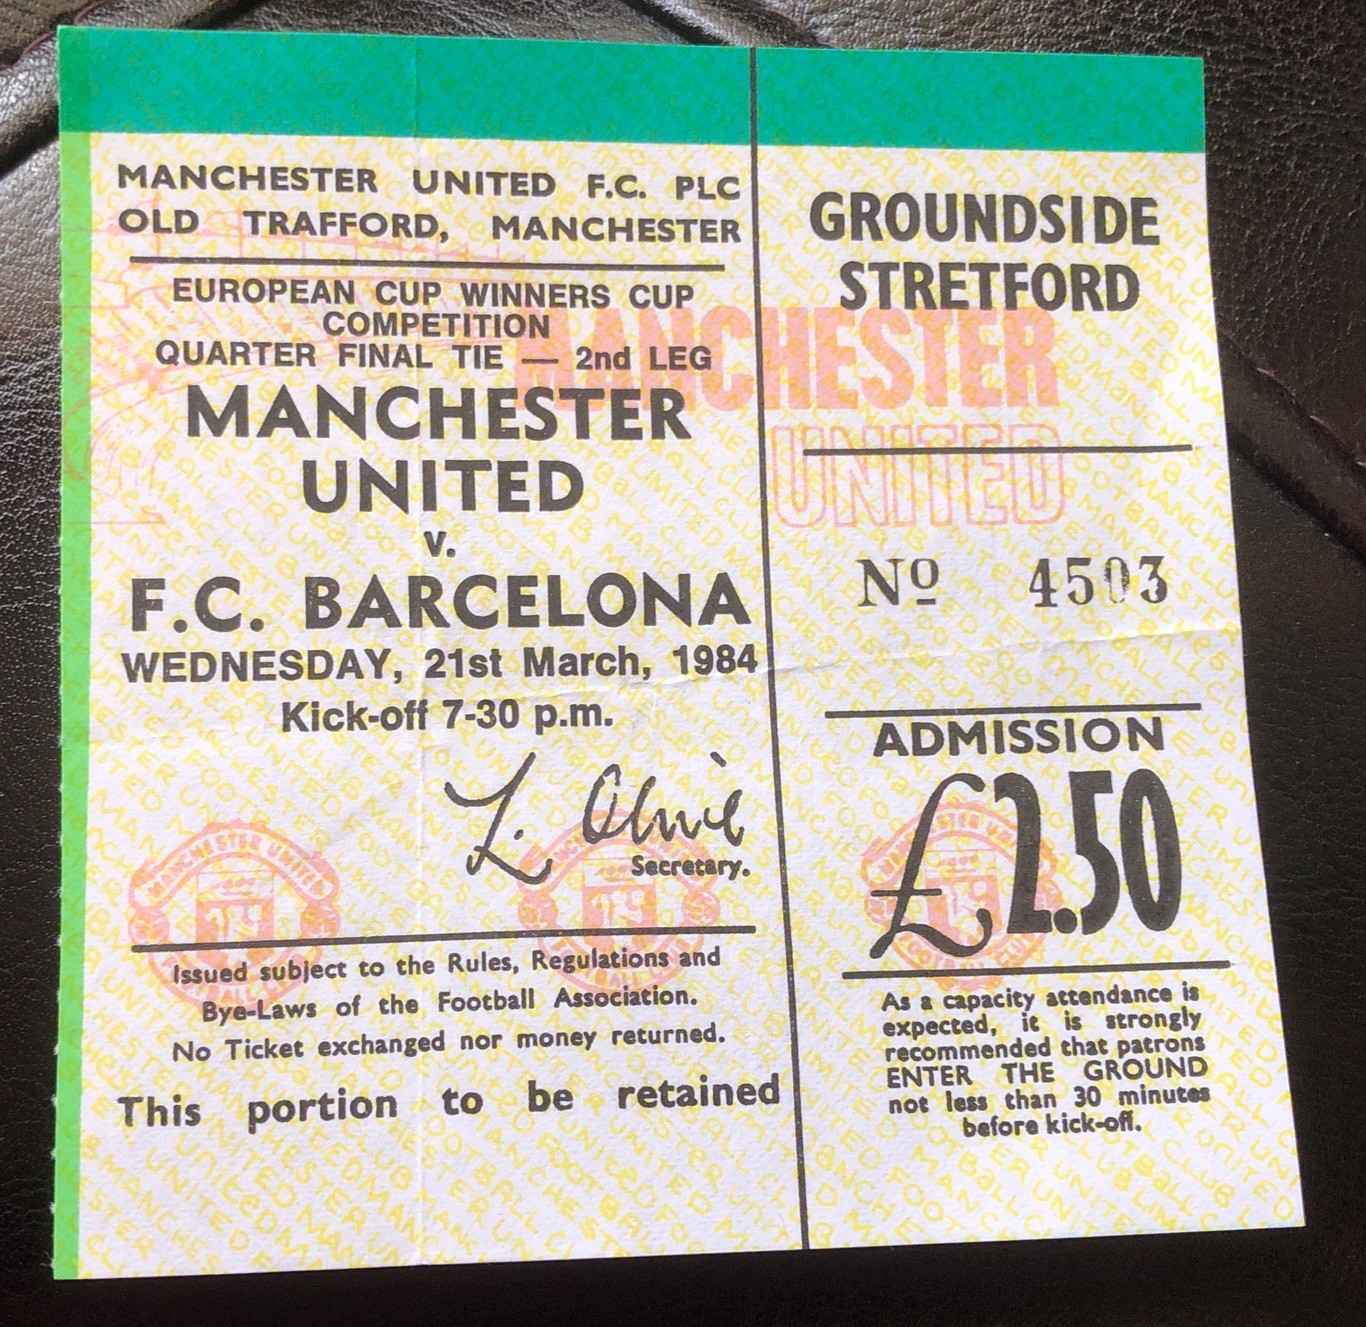 MANCHESTER UNITED F.C. PLC
OLD TRAFFORD, MANCHESTER
EUROPEAN CUP WINNERS CUP
COMPETITION
QUARTER FINAL TIE — 2nd LEG
MANCHESTER
UNITED
v.
F.C. BARCELONA
WEDNESDAY, 21st March, 1984
Kick-off 7-30 p.m.
L. Olive
Secretary.
Issued subject to the Rules, Regulations and
Bye-Laws of the Football Association.
No Ticket exchanged nor money returned.
This portion to be retained
GROUNDSIDE
STRETFORD
MANCHESTER
UNITED
Nº 4503
ADMISSION
£2.50
As a capacity attendance is
expected, it is strongly
recommended that patrons
ENTER THE GROUND
not less than 30 minutes
before kick-off.